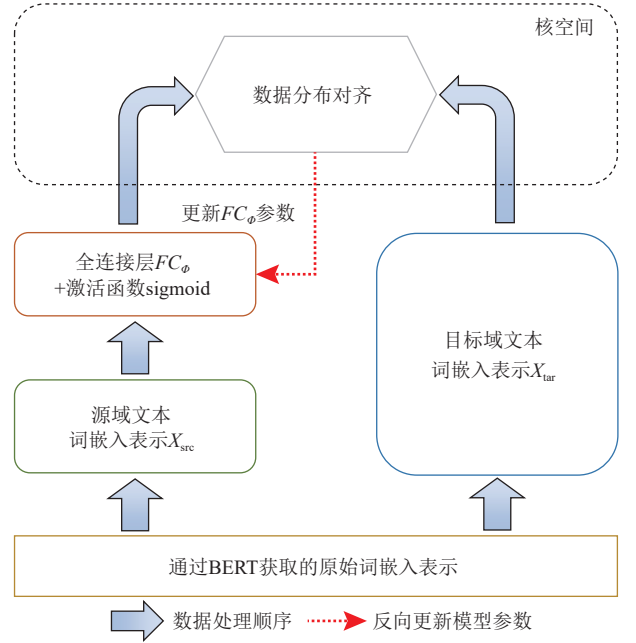 核空间
数据分布对齐
更新FC_Φ参数
全连接层FC_Φ
+激活函数sigmoid
目标域文本
词嵌入表示X_tar
源域文本
词嵌入表示X_src
通过BERT获取的原始词嵌入表示
数据处理顺序
反向更新模型参数